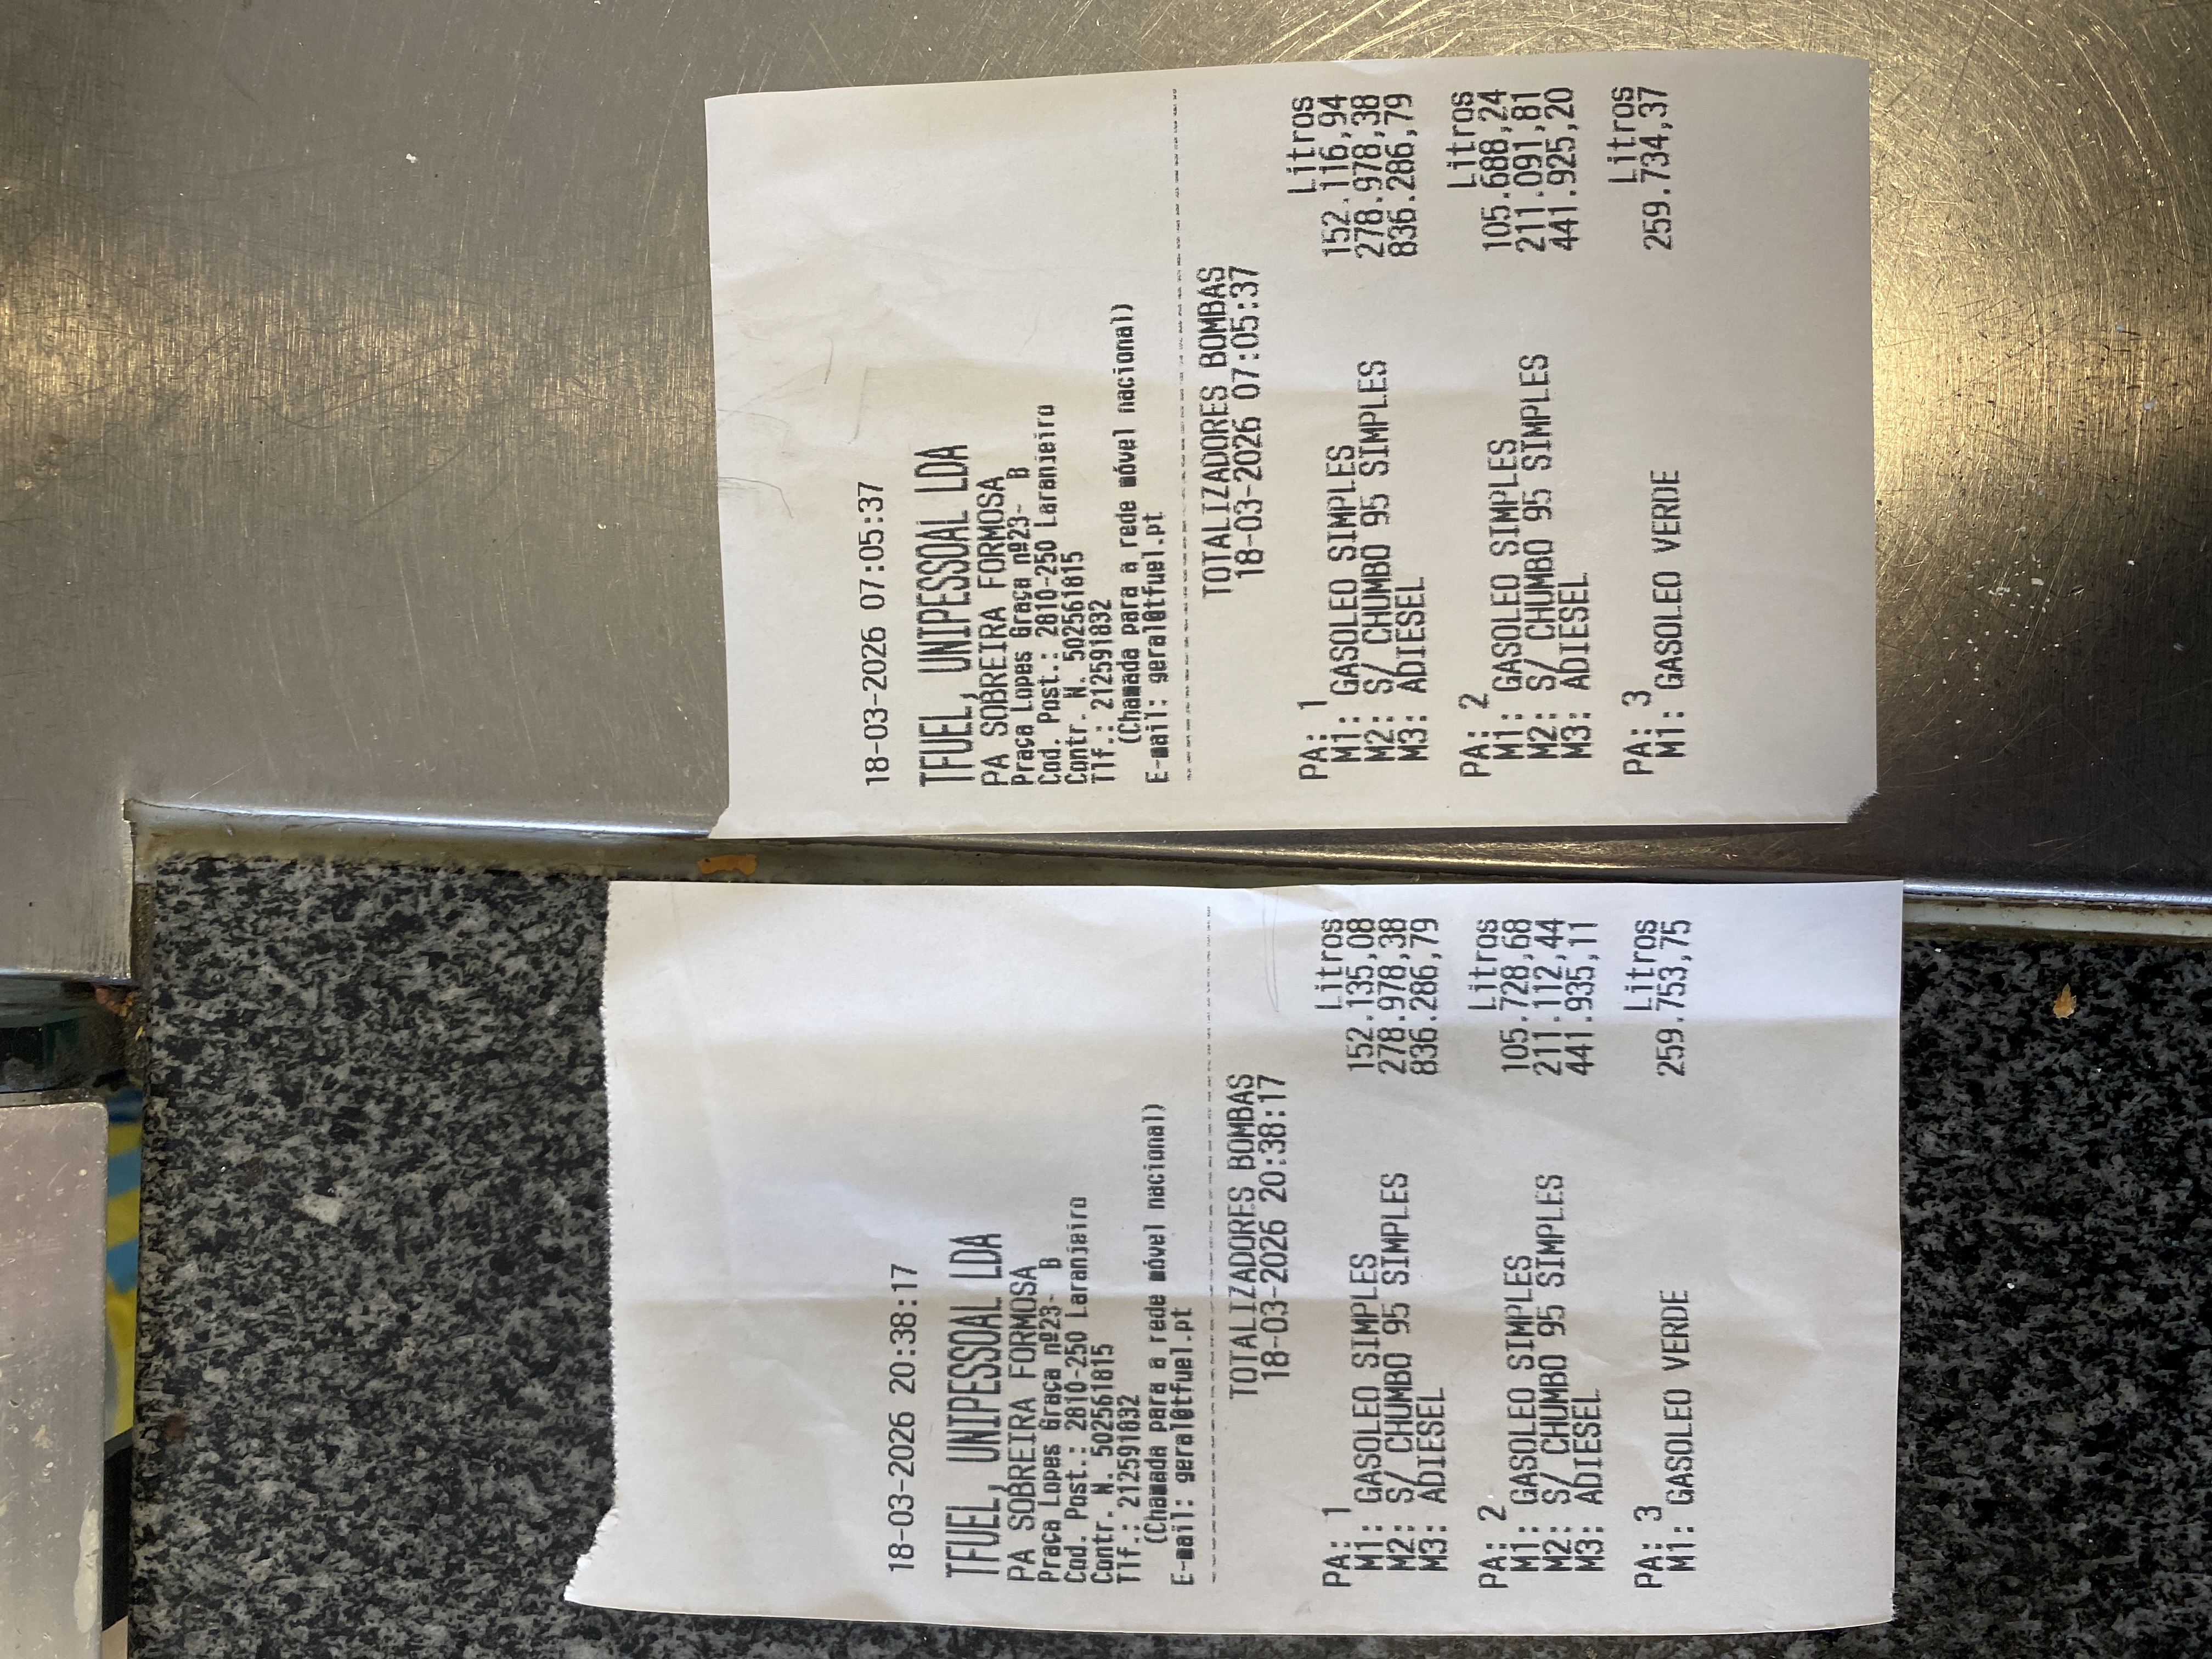 18-03-2026 20:38:17
TFUEL, UNIPESSOAL LDA
PA SOBREIRA FORMOSA
Praça Lopes Graça nº23- B
Cod. Post.: 2810-250 Laranjeiro
Contr. N. 502561815
Tlf.: 212591832
(Chamada para a rede móvel nacional)
E-mail: geral@tfuel.pt
TOTALIZADORES BOMBAS
18-03-2026 20:38:17
PA: 1 Litros
M1: GASOLEO SIMPLES 152.135,08
M2: S/ CHUMBO 95 SIMPLES 278.978,38
M3: ADIESEL 836.286,79
PA: 2 Litros
M1: GASOLEO SIMPLES 105.728,68
M2: S/ CHUMBO 95 SIMPLES 211.112,44
M3: ADIESEL 441.935,11
PA: 3 Litros
M1: GASOLEO VERDE 259.753,75
18-03-2026 07:05:37
TFUEL, UNIPESSOAL LDA
PA SOBREIRA FORMOSA
Praça Lopes Graça nº23- B
Cod. Post.: 2810-250 Laranjeiro
Contr. N. 502561815
Tlf.: 212591832
(Chamada para a rede móvel nacional)
E-mail: geral@tfuel.pt
TOTALIZADORES BOMBAS
18-03-2026 07:05:37
PA: 1 Litros
M1: GASOLEO SIMPLES 152.116,94
M2: S/ CHUMBO 95 SIMPLES 278.978,38
M3: ADIESEL 836.286,79
PA: 2 Litros
M1: GASOLEO SIMPLES 105.688,24
M2: S/ CHUMBO 95 SIMPLES 211.091,81
M3: ADIESEL 441.925,20
PA: 3 Litros
M1: GASOLEO VERDE 259.734,37